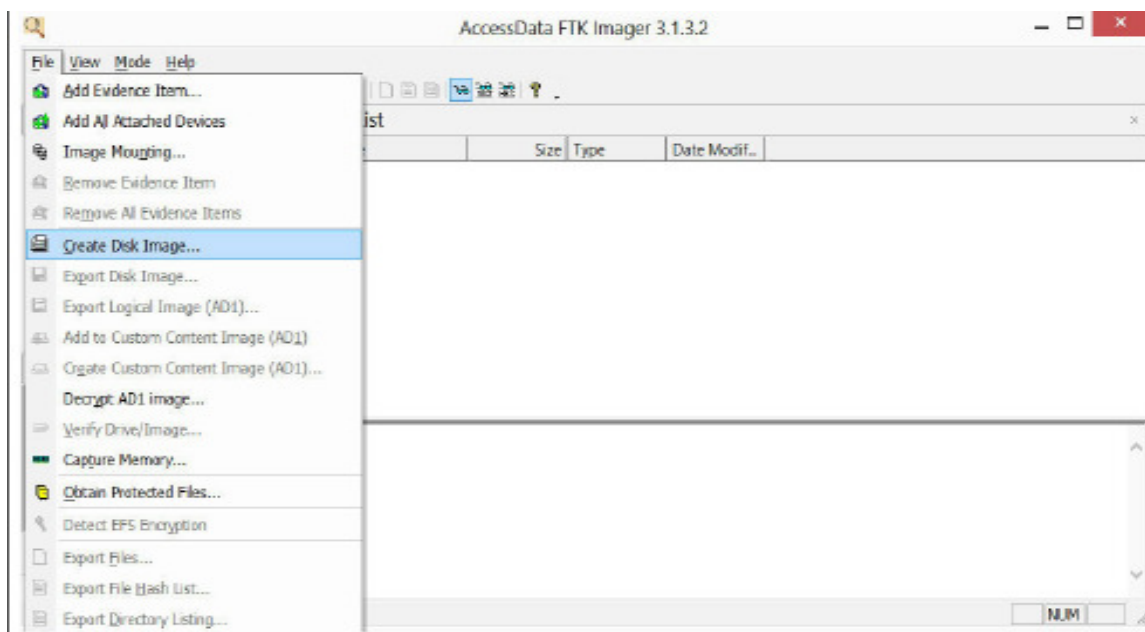 AccessData FTK Imager 3.1.3.2
File View Mode Help
Add Evidence Item...
Add All Attached Devices
Image Mounting...
Remove Evidence Item
Remove All Evidence Items
Create Disk Image...
Export Disk Image...
Export Logical Image (AD1)...
Add to Custom Content Image (AD1)
Create Custom Content Image (AD1)...
Decrypt AD1 image...
Verify Drive/Image...
Capture Memory...
Obtain Protected Files...
Detect EFS Encryption
Export Files...
Export File Hash List...
Export Directory Listing...
ist
Size Type Date Modif...
NUM